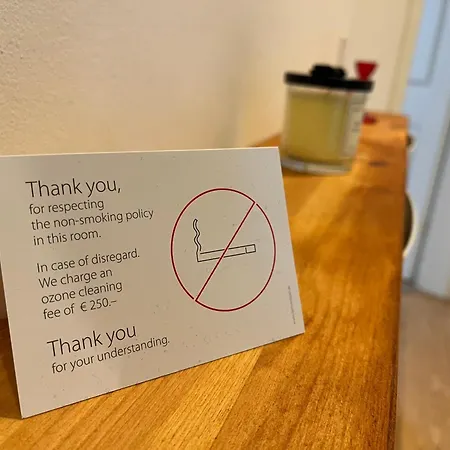 Thank you,
for respecting
the non-smoking policy
in this room.
In case of disregard.
We charge an
ozone cleaning
fee of € 250.–
Thank you
for your understanding.